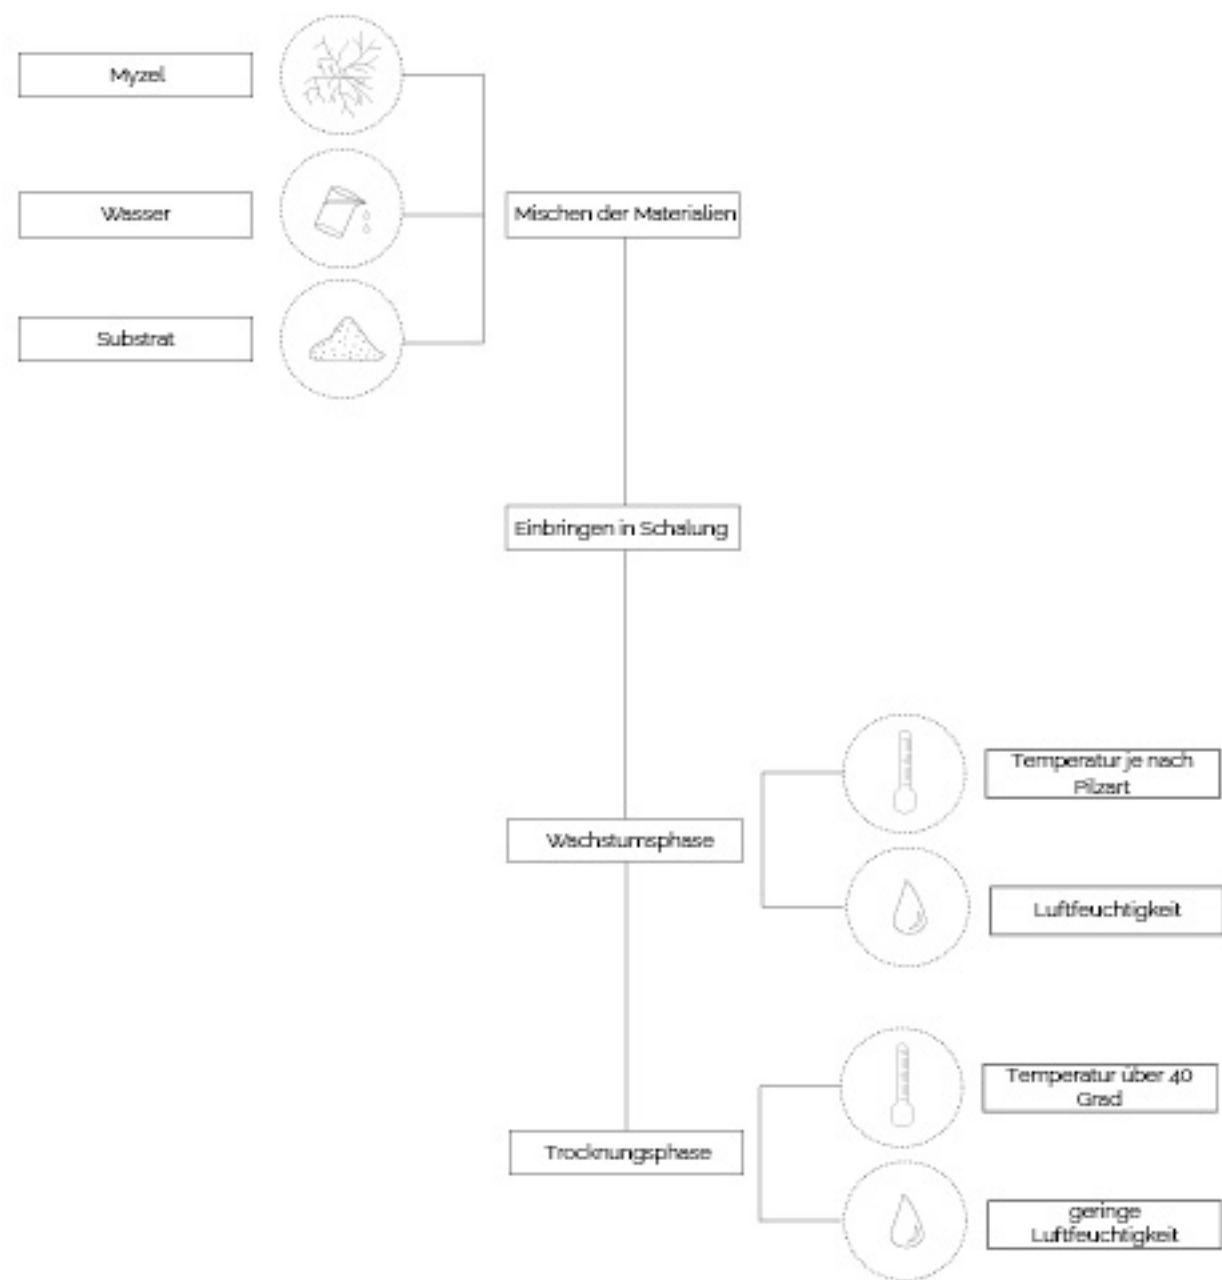 Myzel
Wasser
Mischen der Materialien
Substrat
Einbringen in Schalung
Temperatur je nach
Pilzart
Wachstumsphase
Luftfeuchtigkeit
Temperatur über 40
Grad
Trocknungsphase
geringe
Luftfeuchtigkeit